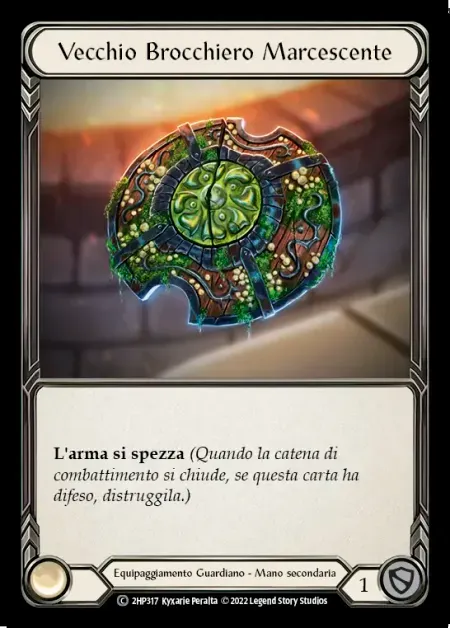 Vecchio Brocchiero Marcescente
L'arma si spezza (Quando la catena di
combattimento si chiude, se questa carta ha
difeso, distruggila.)
Equipaggiamento Guardiano - Mano secondaria
1
C 2HP317 Kyxarie Peralta © 2022 Legend Story Studios